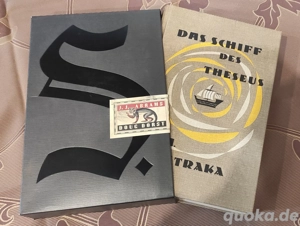 S.
J.J. ABRAMS
DOUG DORST
DAS SCHIFF
DES
THESEUS
TRAKA
quoka.de